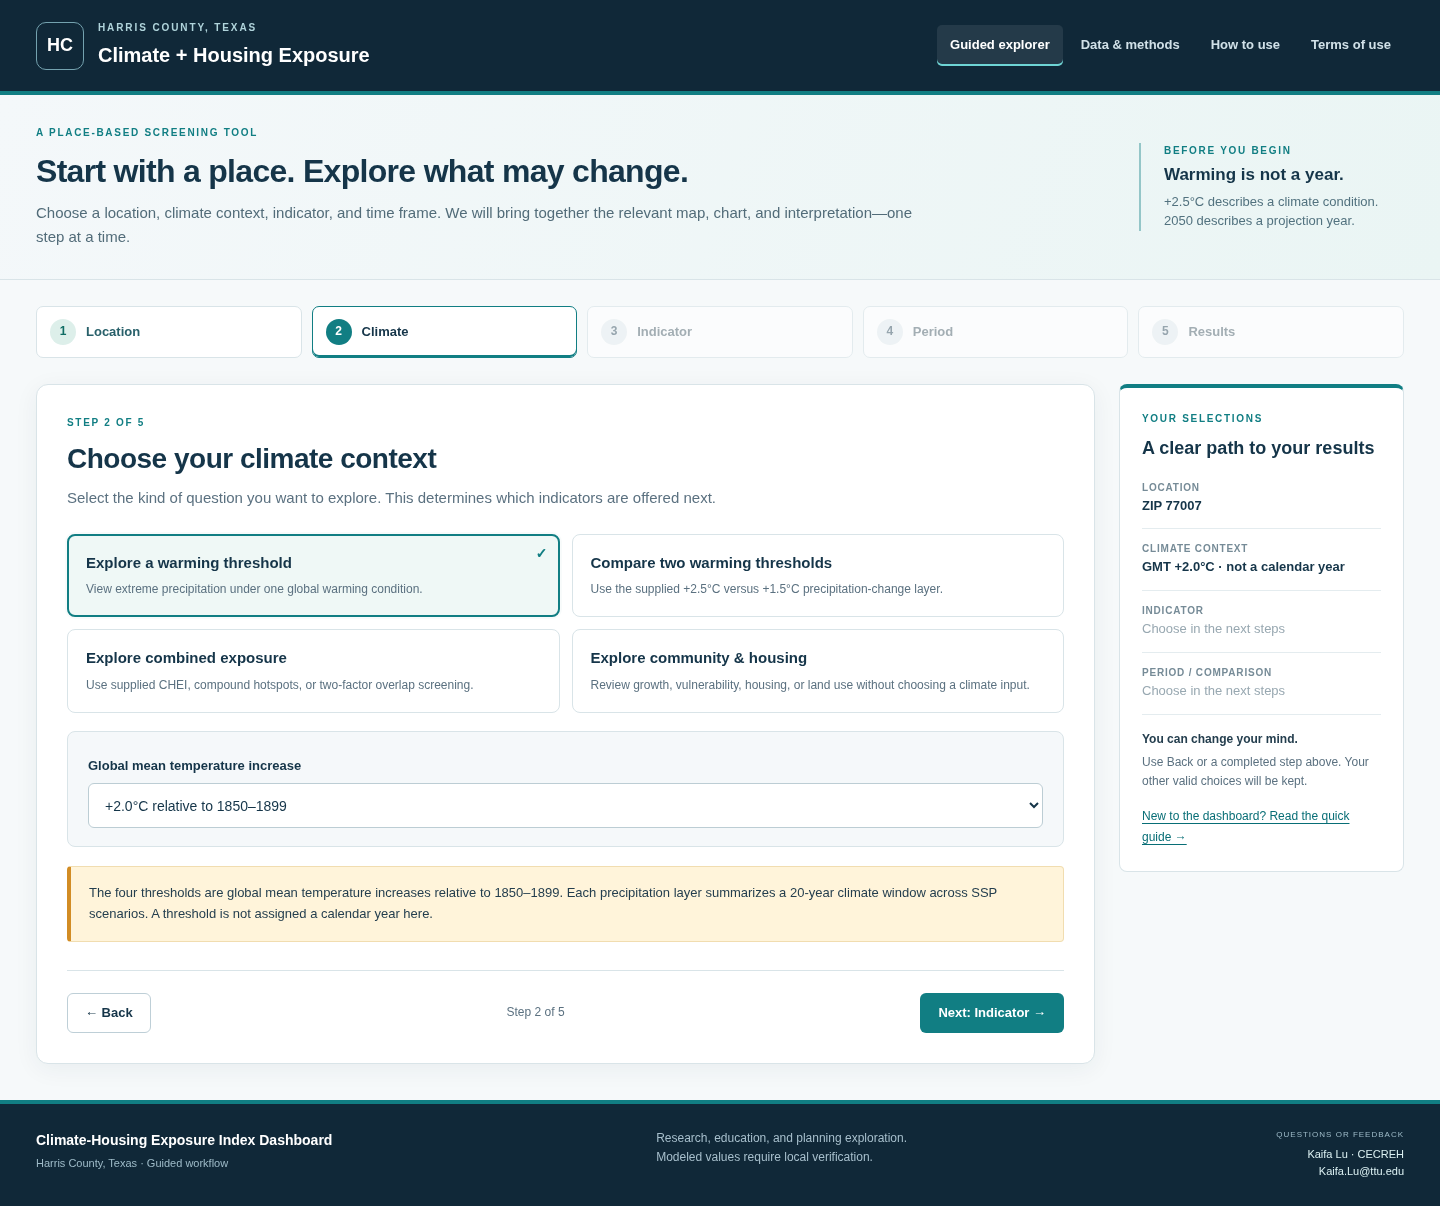 HC
HARRIS COUNTY, TEXAS
Climate + Housing Exposure
Guided explorer
Data & methods
How to use
Terms of use
A PLACE-BASED SCREENING TOOL
Start with a place. Explore what may change.
Choose a location, climate context, indicator, and time frame. We will bring together the relevant map, chart, and interpretation—one
step at a time.
BEFORE YOU BEGIN
Warming is not a year.
+2.5°C describes a climate condition.
2050 describes a projection year.
1 Location
2 Climate
3 Indicator
4 Period
5 Results
STEP 2 OF 5
Choose your climate context
Select the kind of question you want to explore. This determines which indicators are offered next.
Explore a warming threshold ✓
View extreme precipitation under one global warming condition.
Compare two warming thresholds
Use the supplied +2.5°C versus +1.5°C precipitation-change layer.
Explore combined exposure
Use supplied CHEI, compound hotspots, or two-factor overlap screening.
Explore community & housing
Review growth, vulnerability, housing, or land use without choosing a climate input.
Global mean temperature increase
+2.0°C relative to 1850–1899
The four thresholds are global mean temperature increases relative to 1850–1899. Each precipitation layer summarizes a 20-year climate window across SSP
scenarios. A threshold is not assigned a calendar year here.
← Back
Step 2 of 5
Next: Indicator →
YOUR SELECTIONS
A clear path to your results
LOCATION
ZIP 77007
CLIMATE CONTEXT
GMT +2.0°C · not a calendar year
INDICATOR
Choose in the next steps
PERIOD / COMPARISON
Choose in the next steps
You can change your mind.
Use Back or a completed step above. Your
other valid choices will be kept.
New to the dashboard? Read the quick
guide →
Climate-Housing Exposure Index Dashboard
Harris County, Texas · Guided workflow
Research, education, and planning exploration.
Modeled values require local verification.
QUESTIONS OR FEEDBACK
Kaifa Lu · CECREH
Kaifa.Lu@ttu.edu